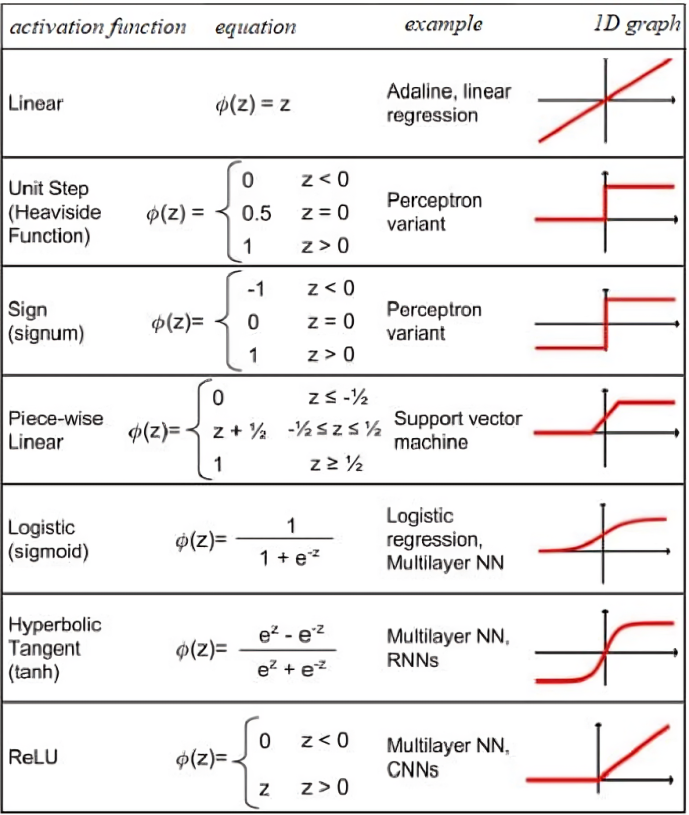 activation function equation example 1D graph
Linear ϕ(z) = z Adaline, linear
regression
Unit Step
(Heaviside
Function)
ϕ(z) =
0 z < 0
0.5 z = 0
1 z > 0
Perceptron
variant
Sign
(signum)
ϕ(z)=
-1 z < 0
0 z = 0
1 z > 0
Perceptron
variant
Piece-wise
Linear
ϕ(z)=
0 z ≤ -½
z + ½ -½ ≤ z ≤ ½
1 z ≥ ½
Support vector
machine
Logistic
(sigmoid)
ϕ(z)=
1
1 + e⁻ᶻ
Logistic
regression,
Multilayer NN
Hyperbolic
Tangent
(tanh)
ϕ(z)=
eᶻ - e⁻ᶻ
eᶻ + e⁻ᶻ
Multilayer NN,
RNNs
ReLU
ϕ(z)=
0 z < 0
z z > 0
Multilayer NN,
CNNs